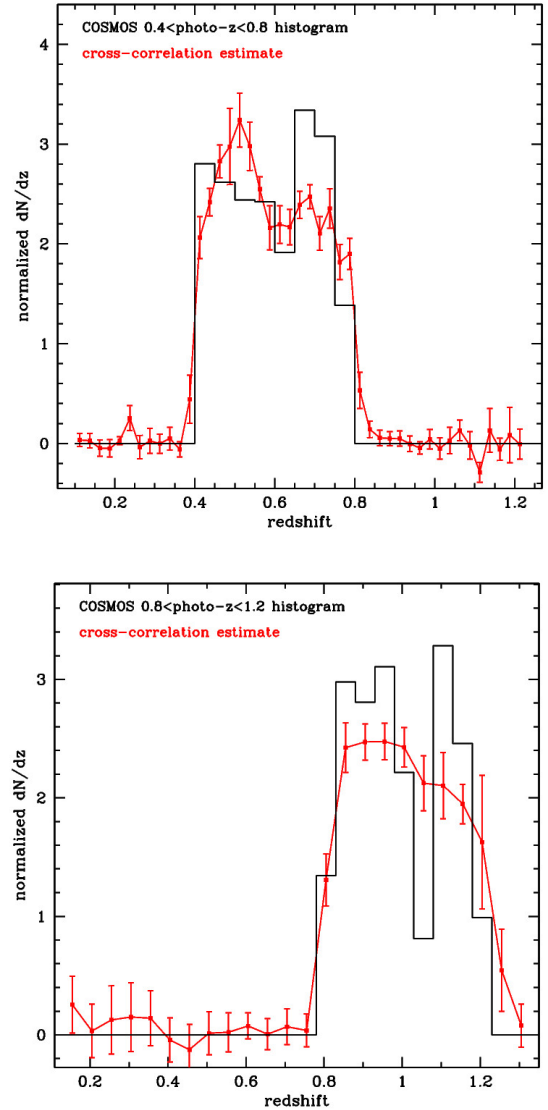 COSMOS 0.4<photo-z<0.8 histogram
cross-correlation estimate
normalized dN/dz
4
3
2
1
0
0.2 0.4 0.6 0.8 1 1.2
redshift
COSMOS 0.8<photo-z<1.2 histogram
cross-correlation estimate
normalized dN/dz
3
2
1
0
0.2 0.4 0.6 0.8 1 1.2
redshift